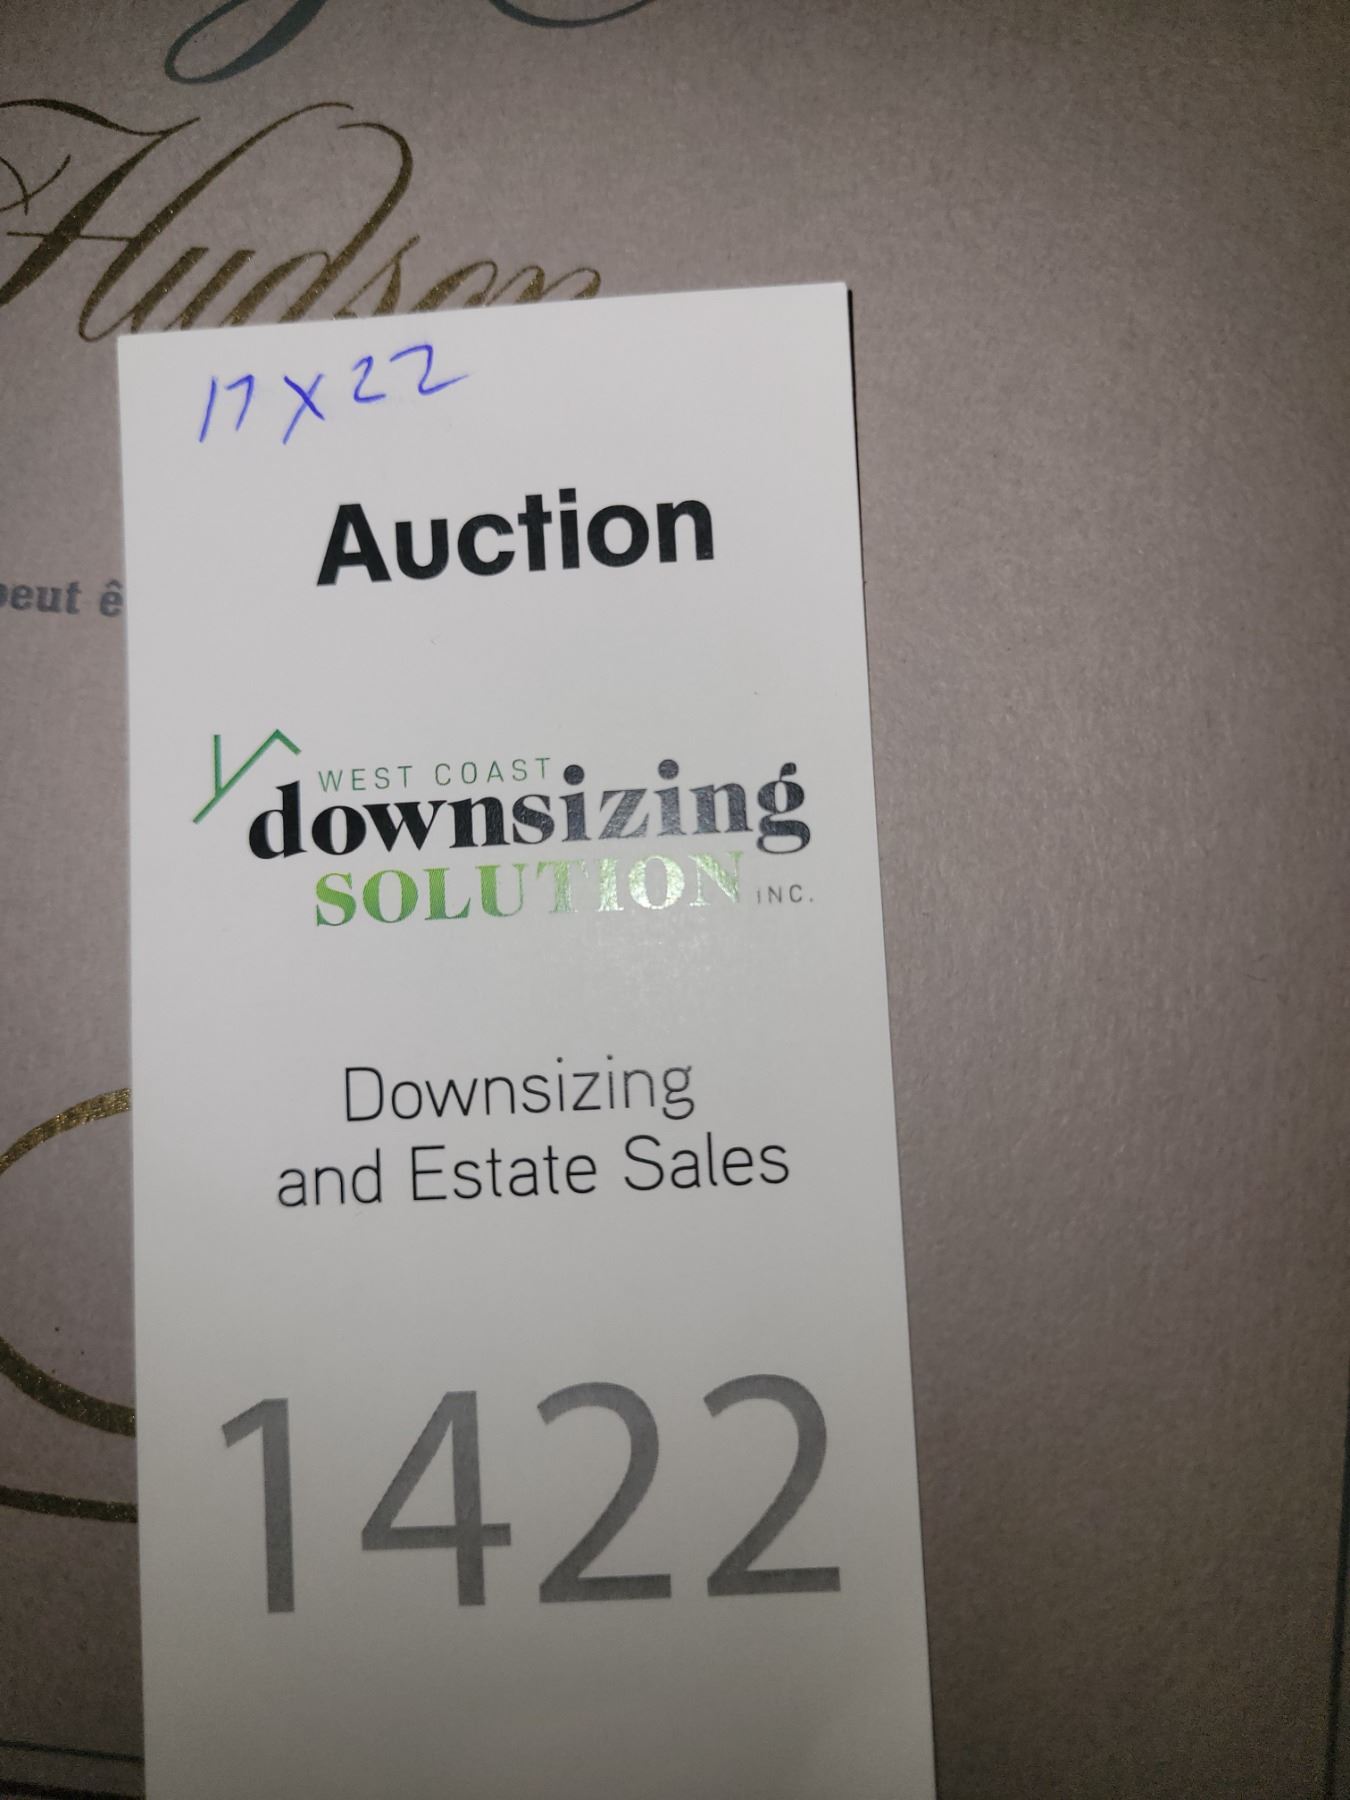 Hudson
17 X 22
Auction
peut ê
WEST COAST
downsizing
SOLUTION INC.
Downsizing
and Estate Sales
1422